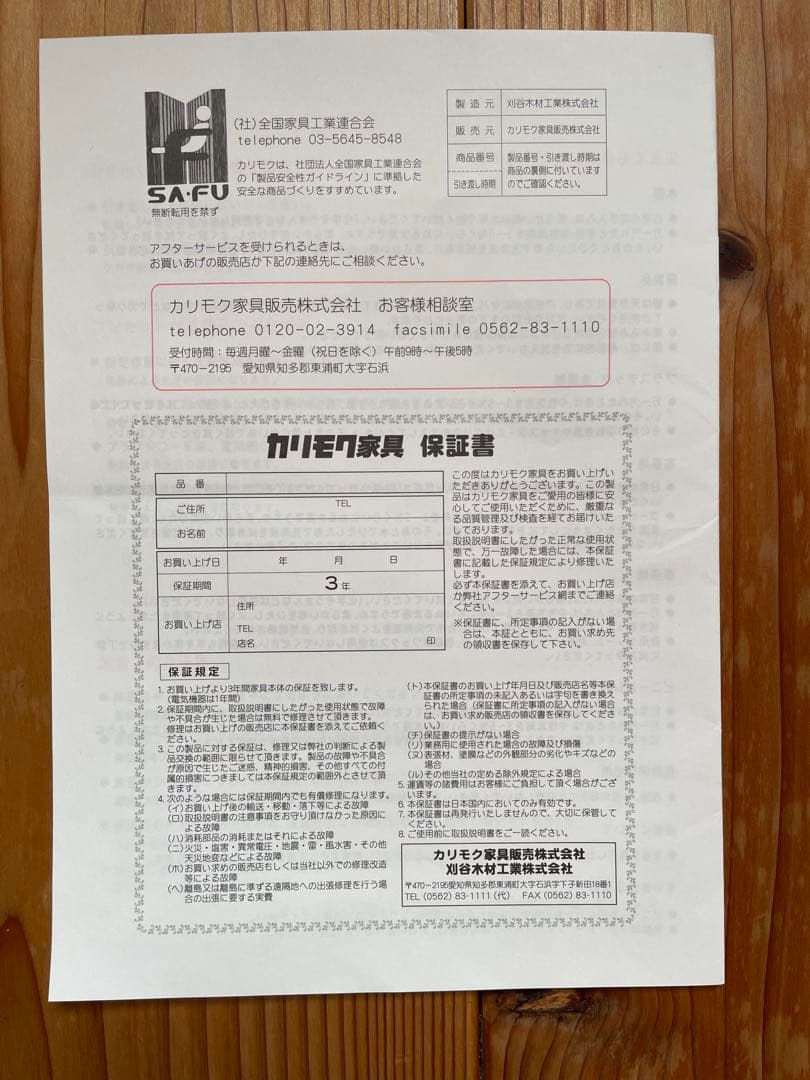 SA・FU
無断転用を禁ず
(社)全国家具工業連合会
telephone 03-5645-8548
カリモクは、社団法人全国家具工業連合会
の「製品安全性ガイドライン」に準拠した
安全な商品づくりをすすめています。
製造元 刈谷木材工業株式会社
販売元 カリモク家具販売株式会社
商品番号 製品番号・引き渡し時期は
商品の裏側に付いています
引き渡し時期 のでご確認ください。
アフターサービスを受けられるときは、
お買いあげの販売店か下記の連絡先にご相談ください。
カリモク家具販売株式会社 お客様相談室
telephone 0120-02-3914 facsimile 0562-83-1110
受付時間:毎週月曜〜金曜(祝日を除く)午前9時〜午後5時
〒470-2195 愛知県知多郡東浦町大字石浜
カリモク家具 保証書
品番
ご住所 TEL
お名前
お買い上げ日 年 月 日
保証期間 3年
お買い上げ店 住所
TEL
店名 印
この度はカリモク家具をお買い上げい
ただきありがとうございます。この製
品はカリモク家具をご愛用の皆様に安
心してご使用いただくために、厳重な
る品質管理及び検査を経てお届けいた
しております。
取扱説明書にしたがった正常な使用状
態で、万一故障した場合には、本保証
書に記載した保証規定により修理いた
します。
必ず本保証書を添えて、お買い上げ店
か弊社アフターサービス網までご連絡
ください。
※保証書に、所定事項の記入がない場
合は、本証とともに、お買い求め先
の領収書を保存して下さい。
保証規定
1. お買い上げより3年間家具本体の保証を致します。
(電気機器は1年間)
2. 保証期間内に、取扱説明書にしたがった使用状態で故障
や不具合が生じた場合は無料で修理させて頂きます。
修理はお買い上げの販売店に本保証書を添えてご依頼く
ださい。
3. この製品に対する保証は、修理又は弊社の判断による製
品交換の範囲に限らせて頂きます。製品の故障や不具合
が原因で生じたご迷惑、精神的損害、その他すべての付
属的損害につきましては本保証規定の範囲外とさせて頂
きます。
4. 次のような場合には保証期間内でも有償修理になります。
(イ)お買い上げ後の輸送・移動・落下等による故障
(ロ)取扱説明書の注意事項をお守り頂けなかった原因に
よる故障
(ハ)消耗部品の消耗またはそれによる故障
(ニ)火災・塩害・異常電圧・地震・雷・風水害・その他
天災地変などによる故障
(ホ)お買い求めの販売店もしくは当社以外での修理改造
等による故障
(ヘ)離島又は離島に準ずる遠隔地への出張修理を行う場
合の出張に要する実費
(ト)本保証書のお買い上げ年月日及び販売店名等本保
証書の所定事項の未記入あるいは字句を書き換え
られた場合(保証書に所定事項の記入がない場合
は、お買い求め販売店の領収書を保存してくださ
い。)
(チ)保証書の提示がない場合
(リ)業務用に使用された場合の故障及び損傷
(ヌ)表張材、塗膜などの外観部分の劣化やキズなどの
場合
(ル)その他当社の定める除外規定による場合
5. 運賃等の諸費用はお客様にご負担して頂く場合がござ
います。
6. 本保証書は日本国内においてのみ有効です。
7. 本保証書は再発行いたしませんので、大切に保管して
ください。
8. ご使用前に取扱説明書をご一読ください。
カリモク家具販売株式会社
刈谷木材工業株式会社
〒470-2195愛知県知多郡東浦町大字石浜字下子新田18番1
TEL (0562) 83-1111(代) FAX (0562) 83-1110